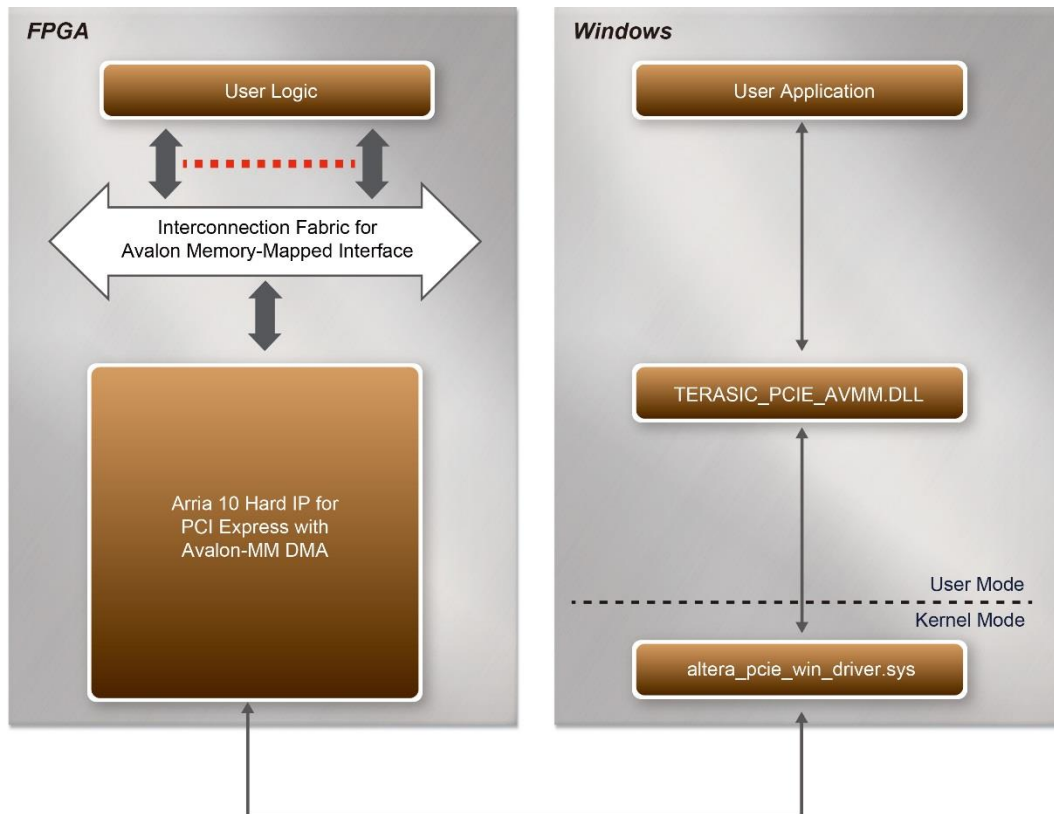 FPGA
User Logic
Interconnection Fabric for
Avalon Memory-Mapped Interface
Arria 10 Hard IP for
PCI Express with
Avalon-MM DMA
Windows
User Application
TERASIC_PCIE_AVMM.DLL
User Mode
Kernel Mode
altera_pcie_win_driver.sys